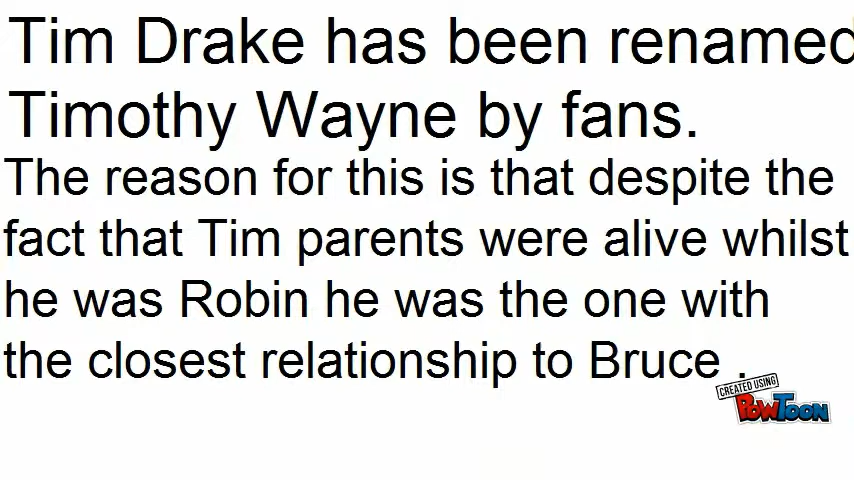 Tim Drake has been renamed
Timothy Wayne by fans.
The reason for this is that despite the
fact that Tim parents were alive whilst
he was Robin he was the one with
the closest relationship to Bruce .
CREATED USING
PowToon